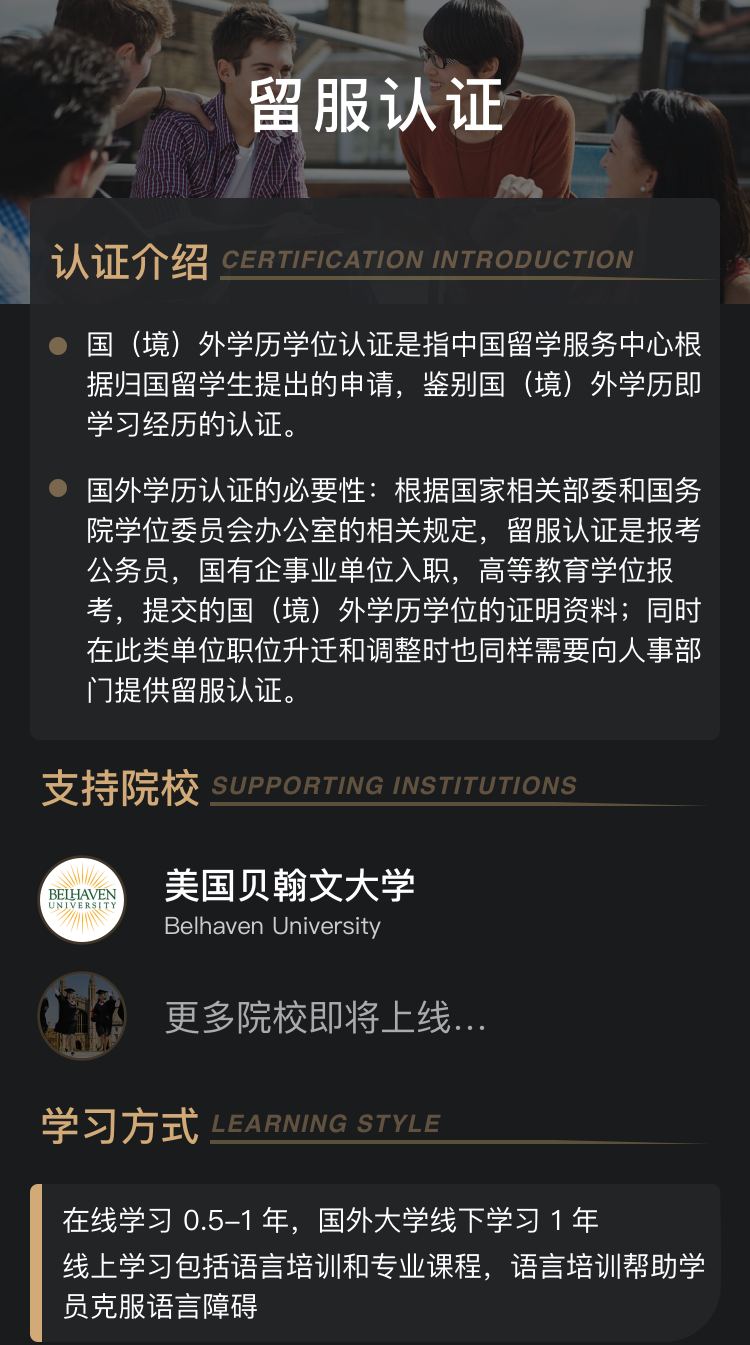 留服认证
认证介绍 CERTIFICATION INTRODUCTION
国（境）外学历学位认证是指中国留学服务中心根
据归国留学生提出的申请，鉴别国（境）外学历即
学习经历的认证。
国外学历认证的必要性：根据国家相关部委和国务
院学位委员会办公室的相关规定，留服认证是报考
公务员，国有企事业单位入职，高等教育学位报
考，提交的国（境）外学历学位的证明资料；同时
在此类单位职位升迁和调整时也同样需要向人事部
门提供留服认证。
支持院校 SUPPORTING INSTITUTIONS
BELHAVEN
UNIVERSITY
美国贝翰文大学
Belhaven University
更多院校即将上线...
学习方式 LEARNING STYLE
在线学习 0.5–1 年，国外大学线下学习 1 年
线上学习包括语言培训和专业课程，语言培训帮助学
员克服语言障碍